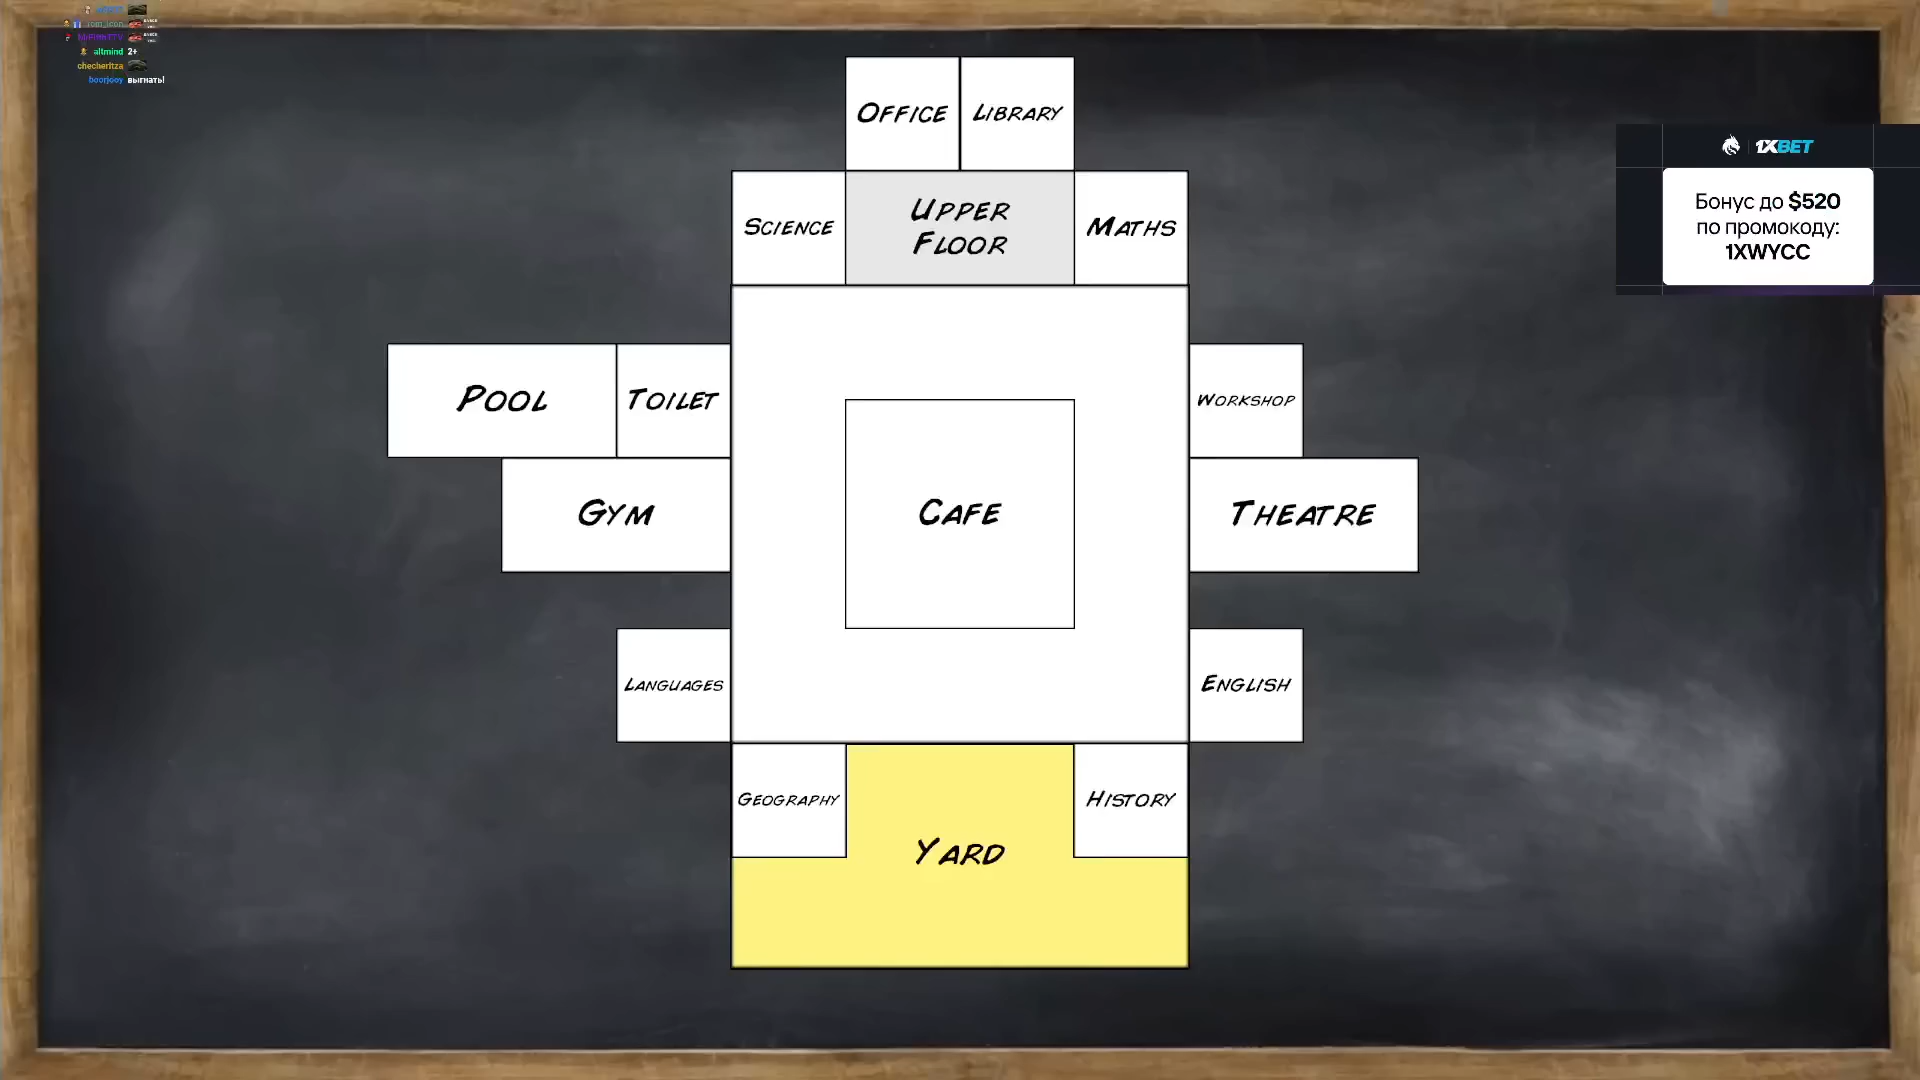 altmind 2+
checheritza
boorjooy выгнать!
OFFICE
LIBRARY
SCIENCE
UPPER
FLOOR
MATHS
1XBET
Бонус до $520
по промокоду:
1XWYCC
POOL
TOILET
WORKSHOP
GYM
CAFE
THEATRE
LANGUAGES
ENGLISH
GEOGRAPHY
HISTORY
YARD